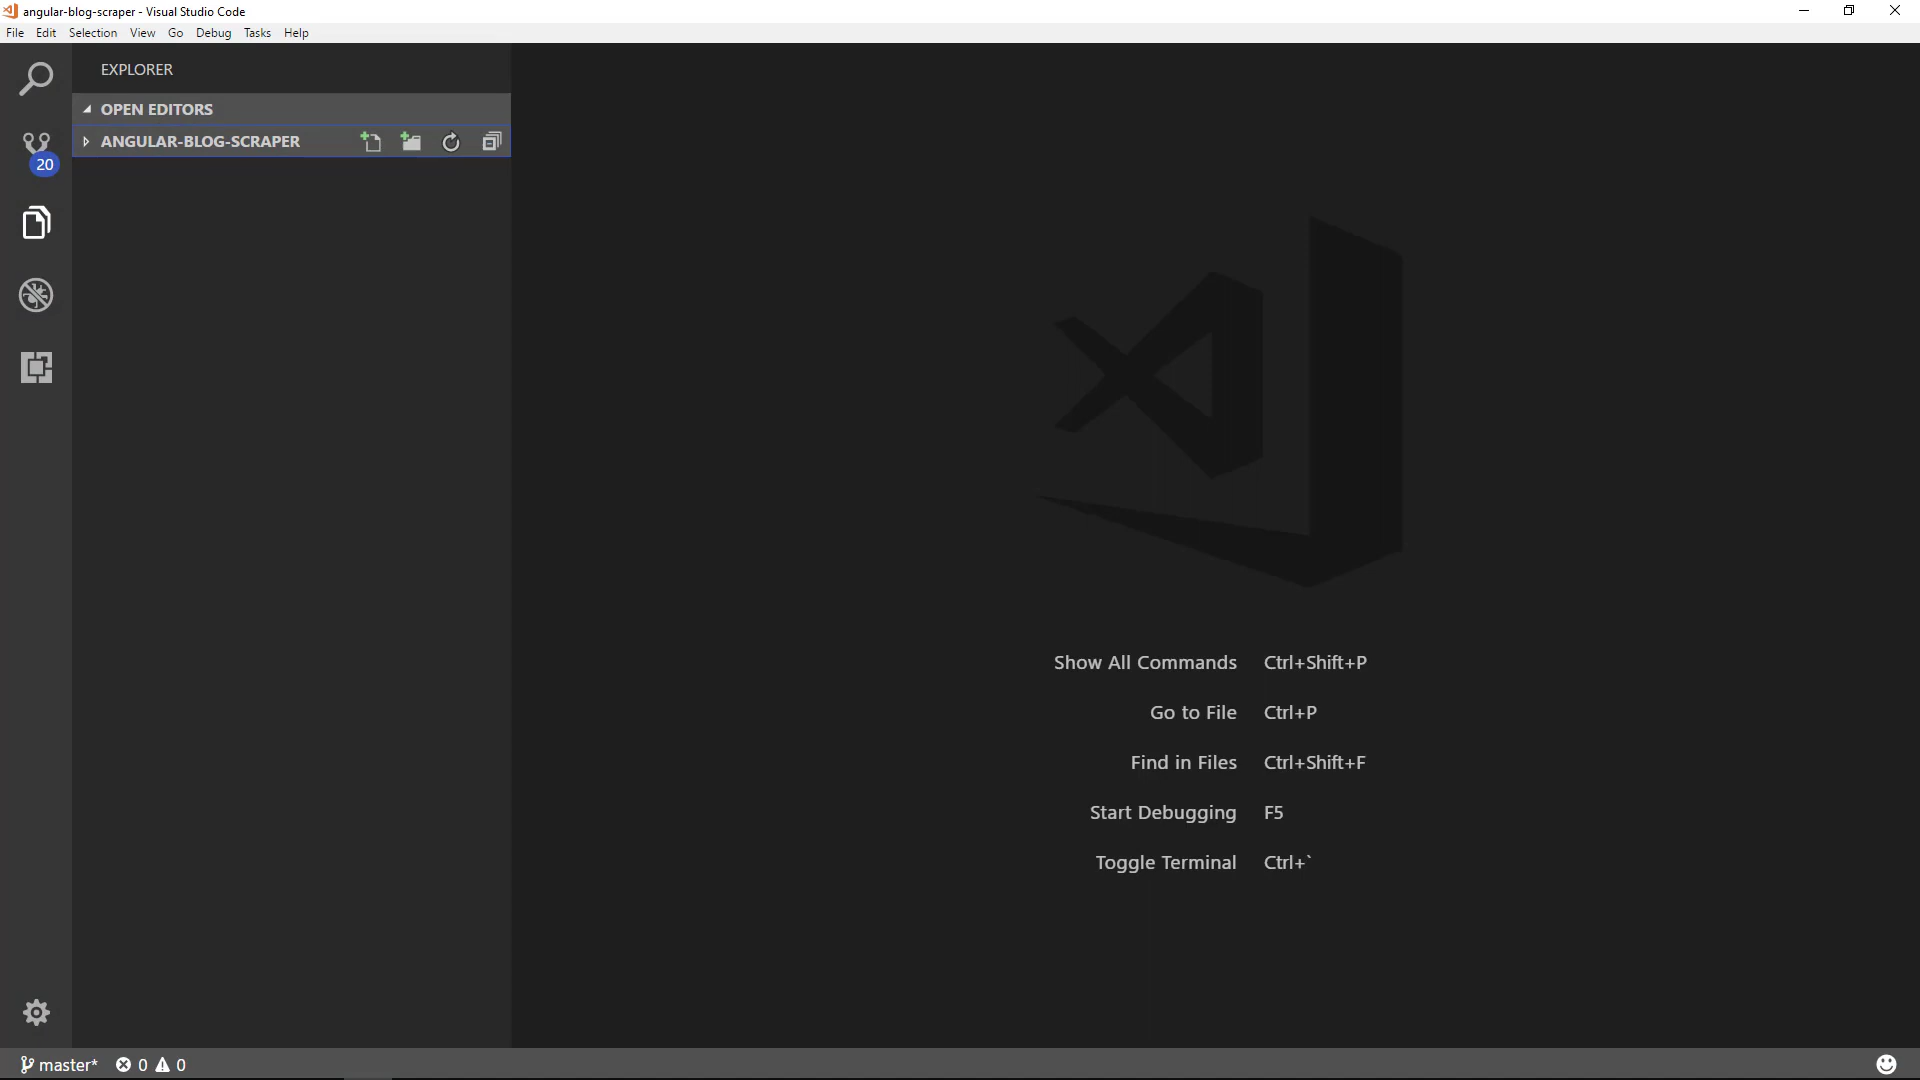 angular-blog-scraper - Visual Studio Code
File Edit Selection View Go Debug Tasks Help
EXPLORER
OPEN EDITORS
ANGULAR-BLOG-SCRAPER
20
Show All Commands Ctrl+Shift+P
Go to File Ctrl+P
Find in Files Ctrl+Shift+F
Start Debugging F5
Toggle Terminal Ctrl+`
master* 0 0